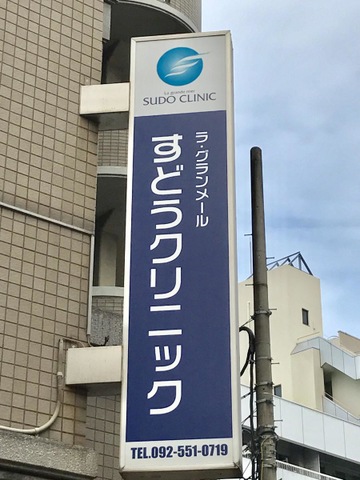 La grande mer
SUDO CLINIC
ラ・グランメール
すどうクリニック
TEL.092-551-0719